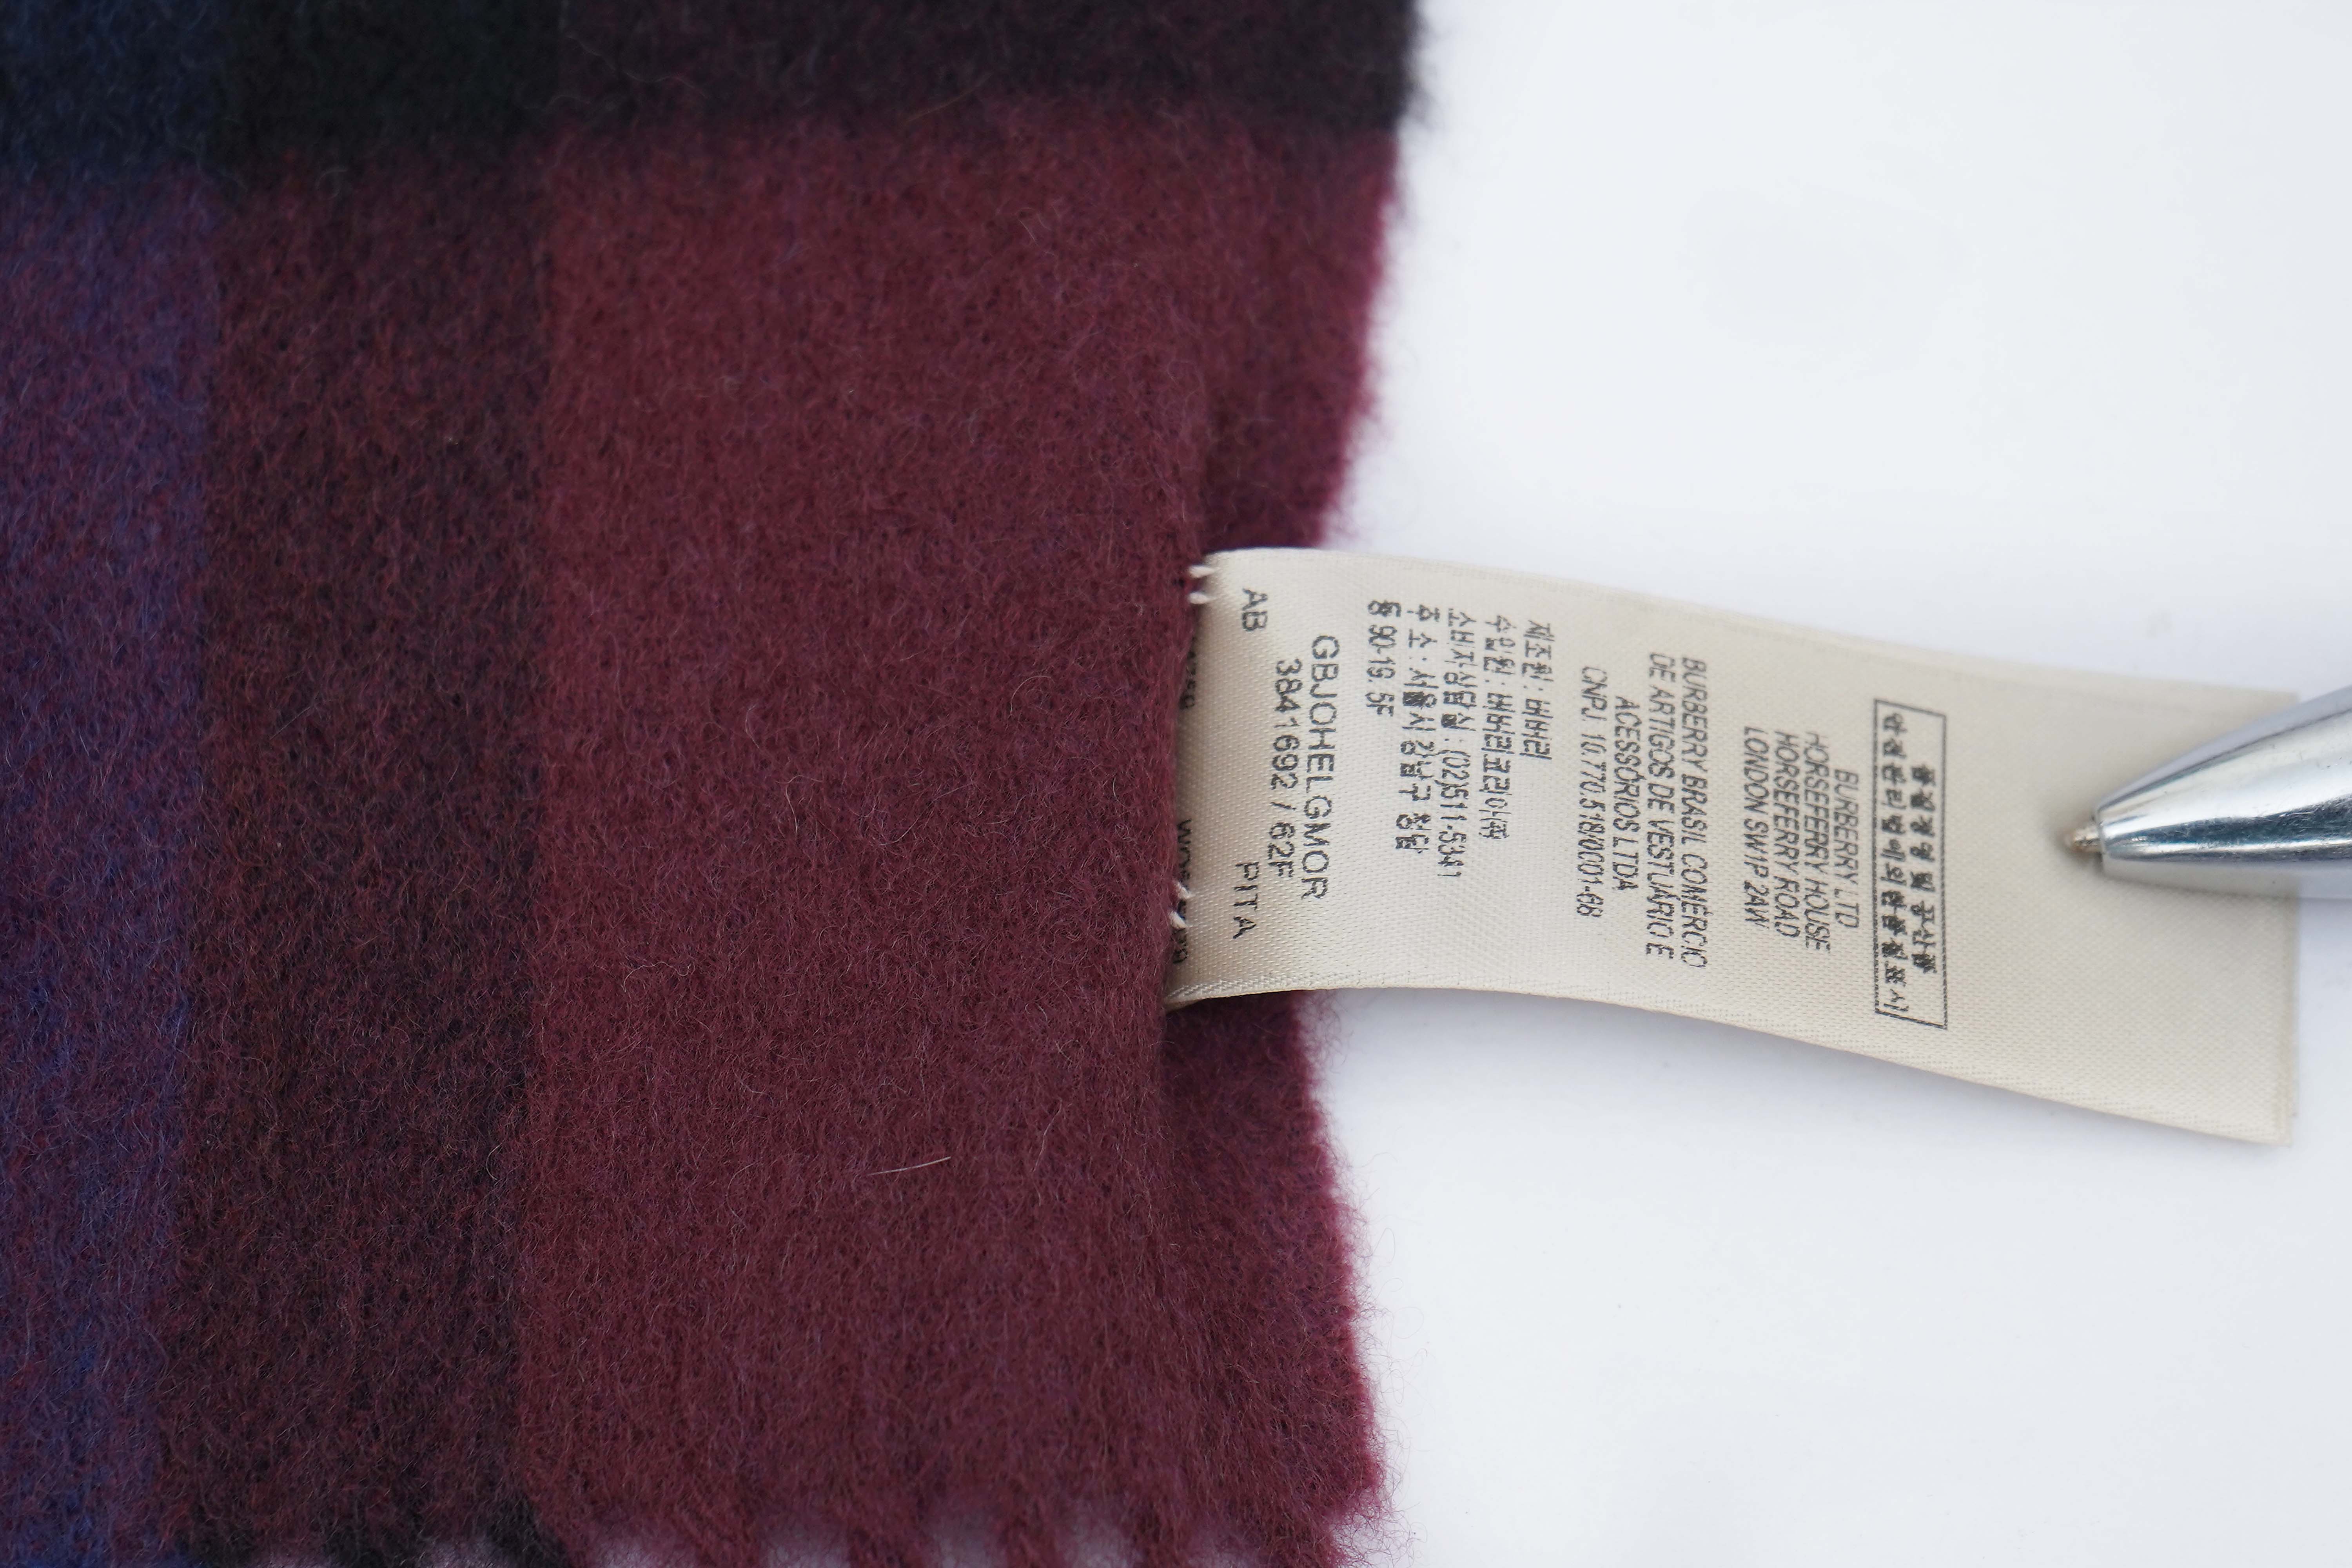 품질경영및공산품
안전관리법에의한품질표시
BURBERRY LTD
HORSEFERRY HOUSE
HORSEFERRY ROAD
LONDON SW1P 2AW
BURBERRY BRASIL COMÉRCIO
DE ARTIGOS DE VESTUÁRIO E
ACESSÓRIOS LTDA
CNPJ. 10.770.518/0001-68
제조원: 버버리
수입원: 버버리코리아㈜
소비자상담실: (02)511-5341
주 소: 서울시 강남구 청담
동 90-19. 5F
GBJOHELGMOR
3841692 / 62F
AB PITA